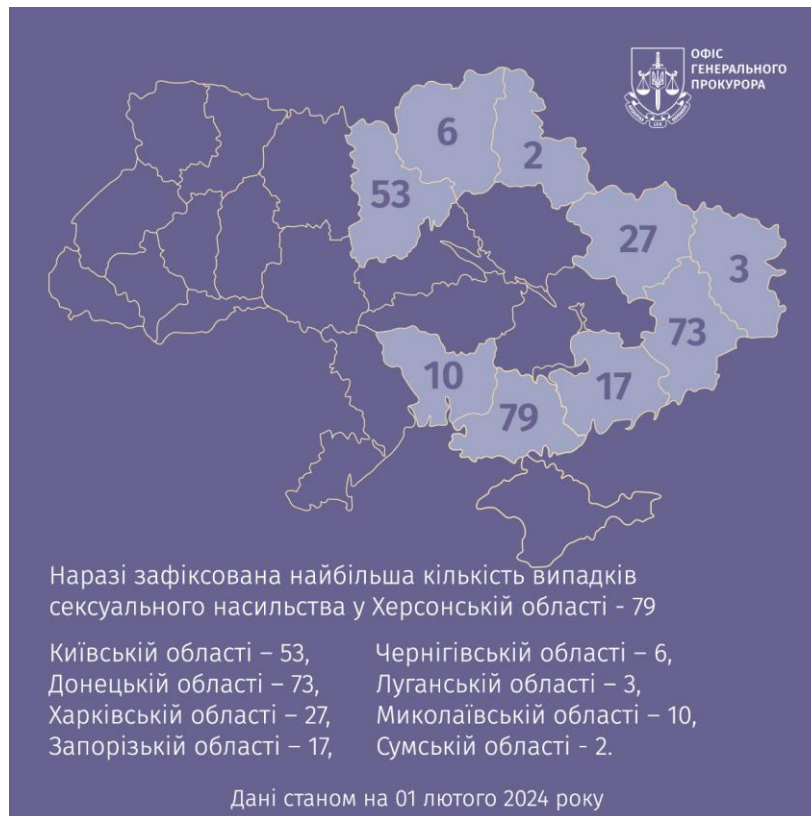 ОФІС
ГЕНЕРАЛЬНОГО
ПРОКУРОРА
6
2
53
27
3
73
10
17
79
Наразі зафіксована найбільша кількість випадків
сексуального насильства у Херсонській області - 79
Київській області – 53,
Донецькій області – 73,
Харківській області – 27,
Запорізькій області – 17,
Чернігівській області – 6,
Луганській області – 3,
Миколаївській області – 10,
Сумській області - 2.
Дані станом на 01 лютого 2024 року